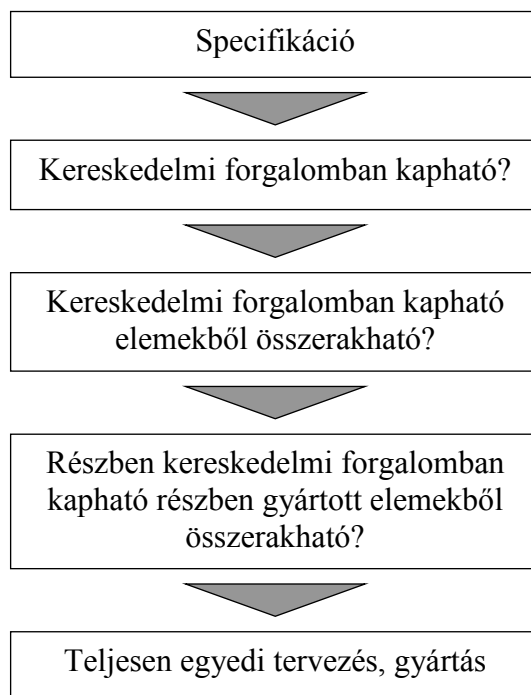 Specifikáció
Kereskedelmi forgalomban kapható?
Kereskedelmi forgalomban kapható
elemekből összerakható?
Részben kereskedelmi forgalomban
kapható részben gyártott elemekből
összerakható?
Teljesen egyedi tervezés, gyártás